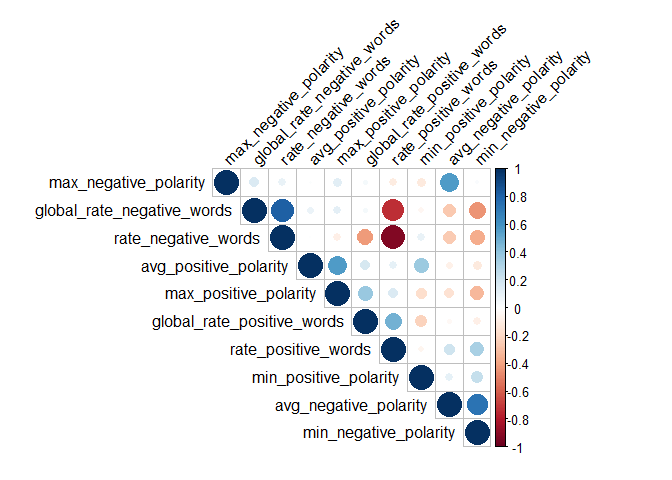 max_negative_polarity
global_rate_negative_words
rate_negative_words
avg_positive_polarity
max_positive_polarity
global_rate_positive_words
rate_positive_words
min_positive_polarity
avg_negative_polarity
min_negative_polarity
max_negative_polarity
global_rate_negative_words
rate_negative_words
avg_positive_polarity
max_positive_polarity
global_rate_positive_words
rate_positive_words
min_positive_polarity
avg_negative_polarity
min_negative_polarity
1
0.8
0.6
0.4
0.2
0
-0.2
-0.4
-0.6
-0.8
-1